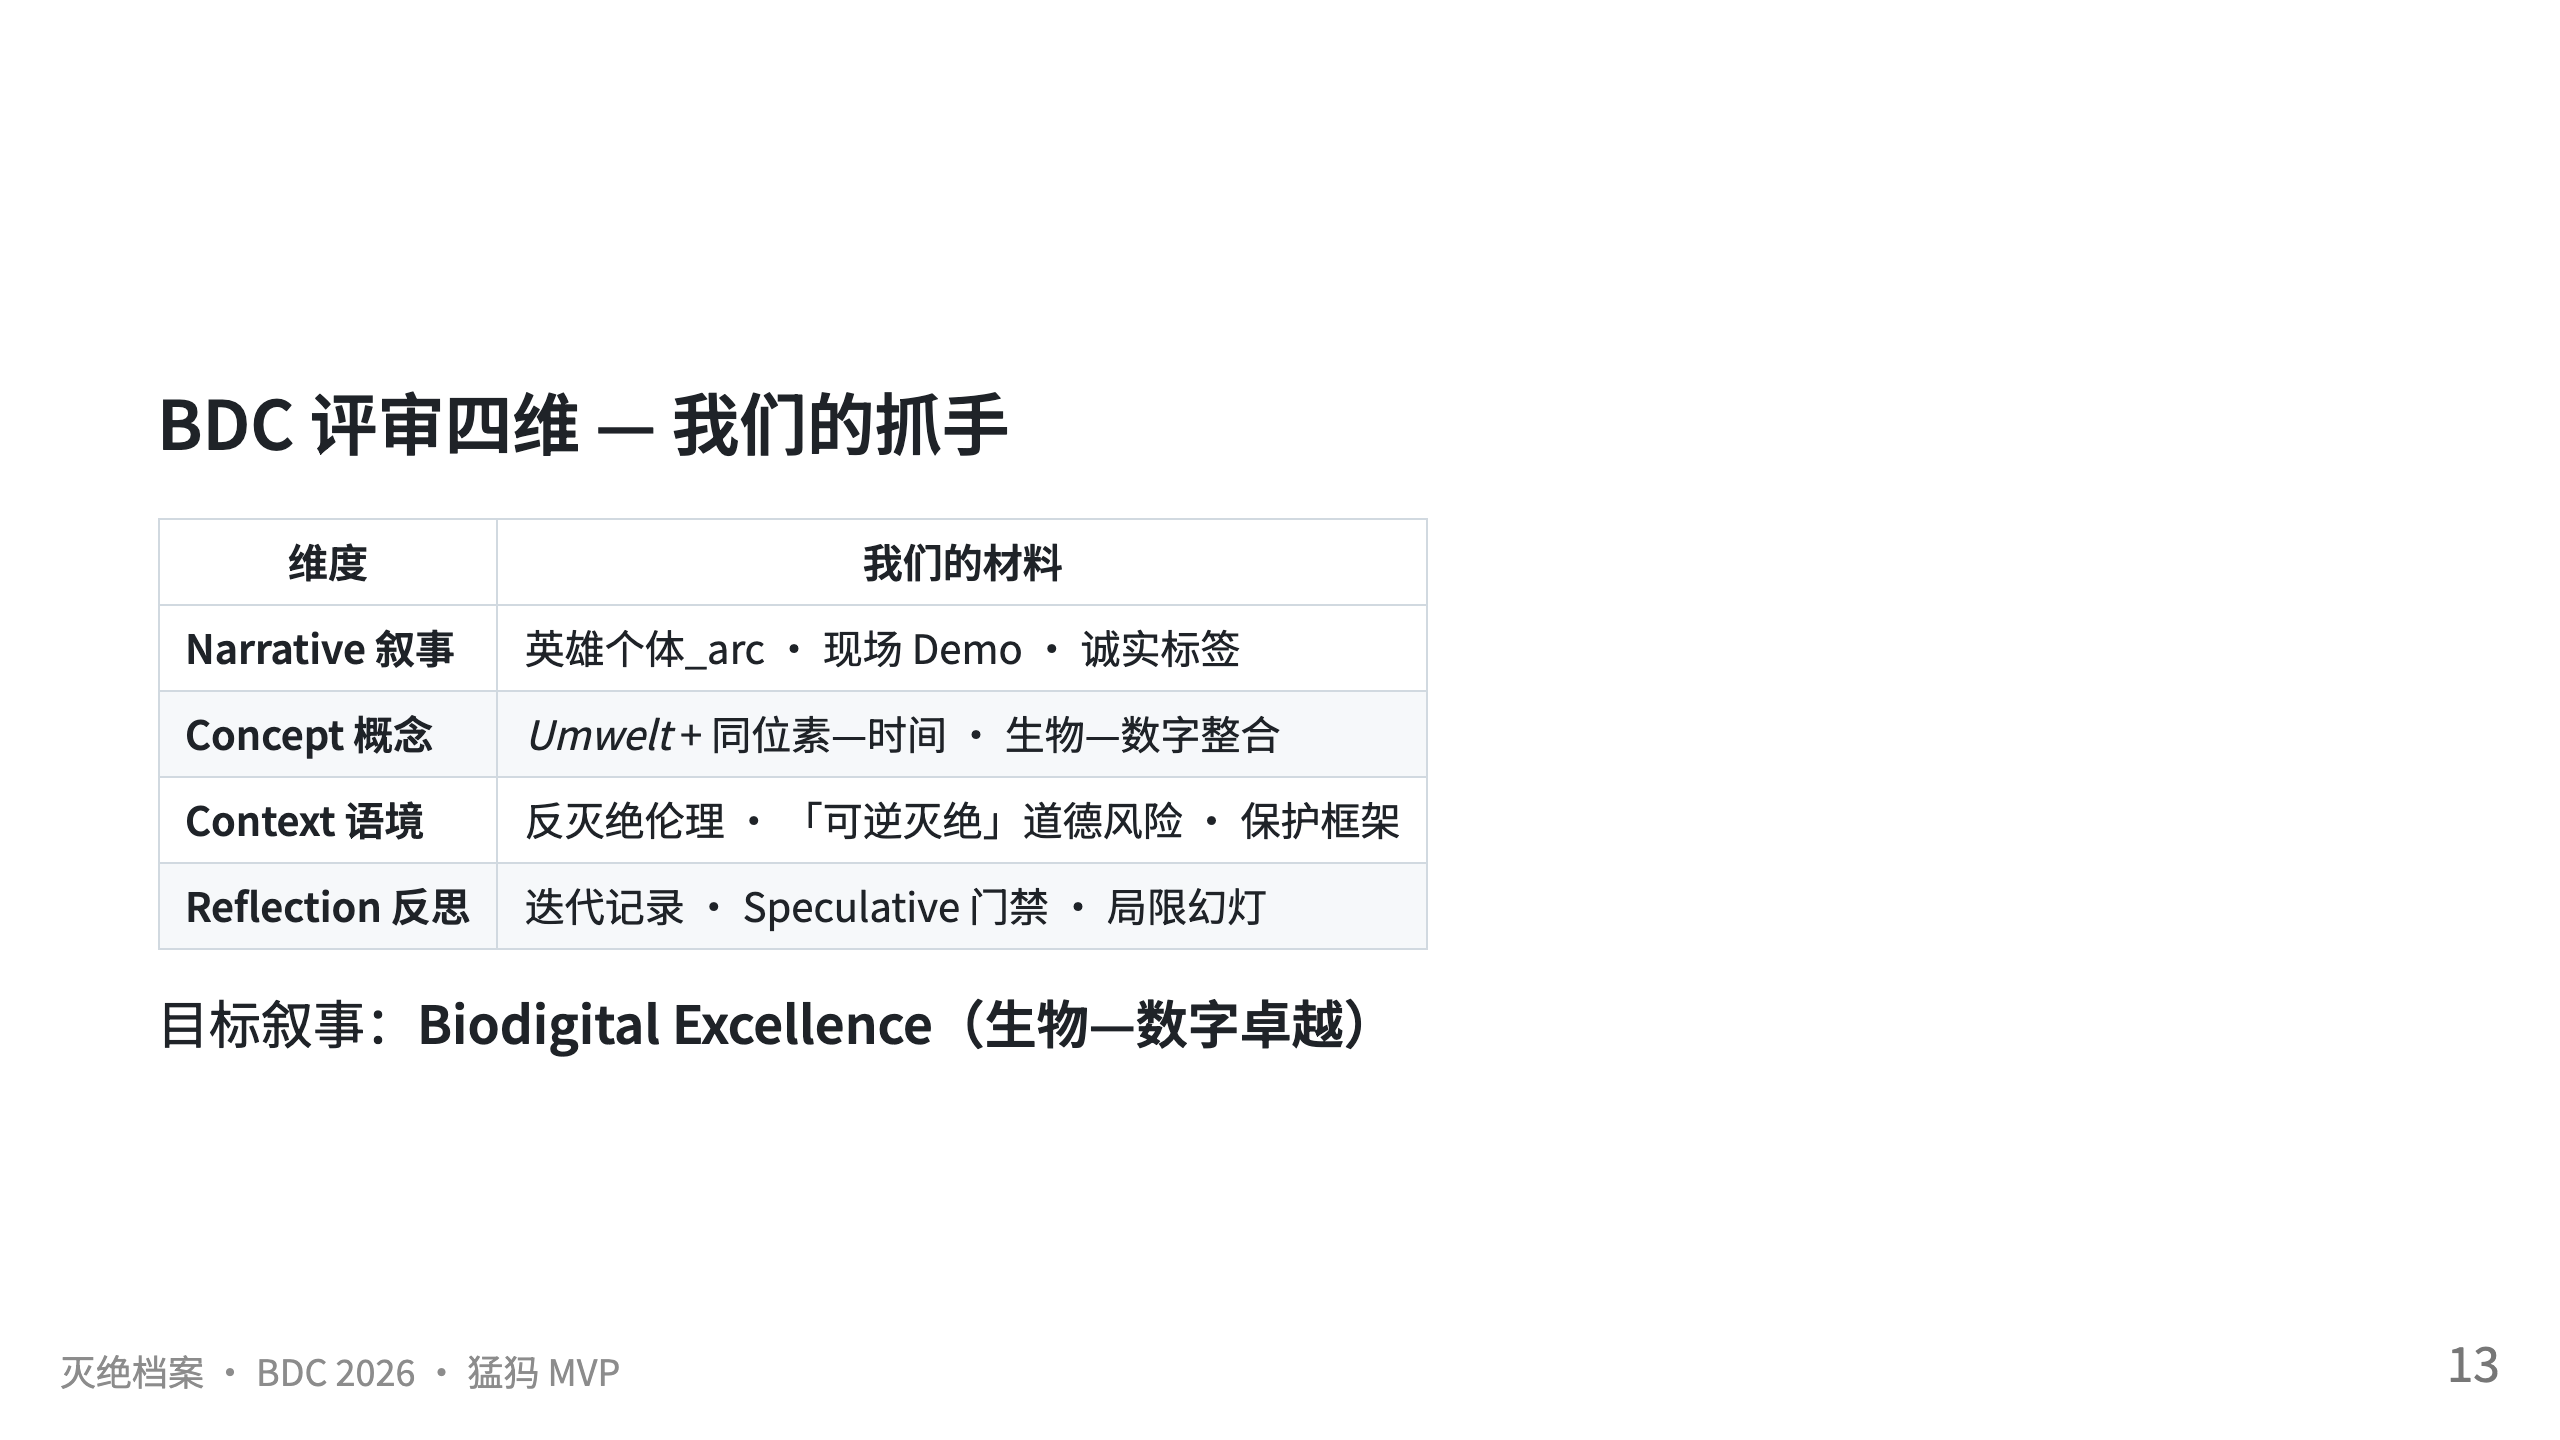 BDC 评审四维 — 我们的抓手
维度 我们的材料
Narrative 叙事 英雄个体_arc · 现场 Demo · 诚实标签
Concept 概念 Umwelt + 同位素—时间 · 生物—数字整合
Context 语境 反灭绝伦理 · 「可逆灭绝」道德风险 · 保护框架
Reflection 反思 迭代记录 · Speculative 门禁 · 局限幻灯
目标叙事：Biodigital Excellence（生物—数字卓越）
灭绝档案 · BDC 2026 · 猛犸 MVP
13